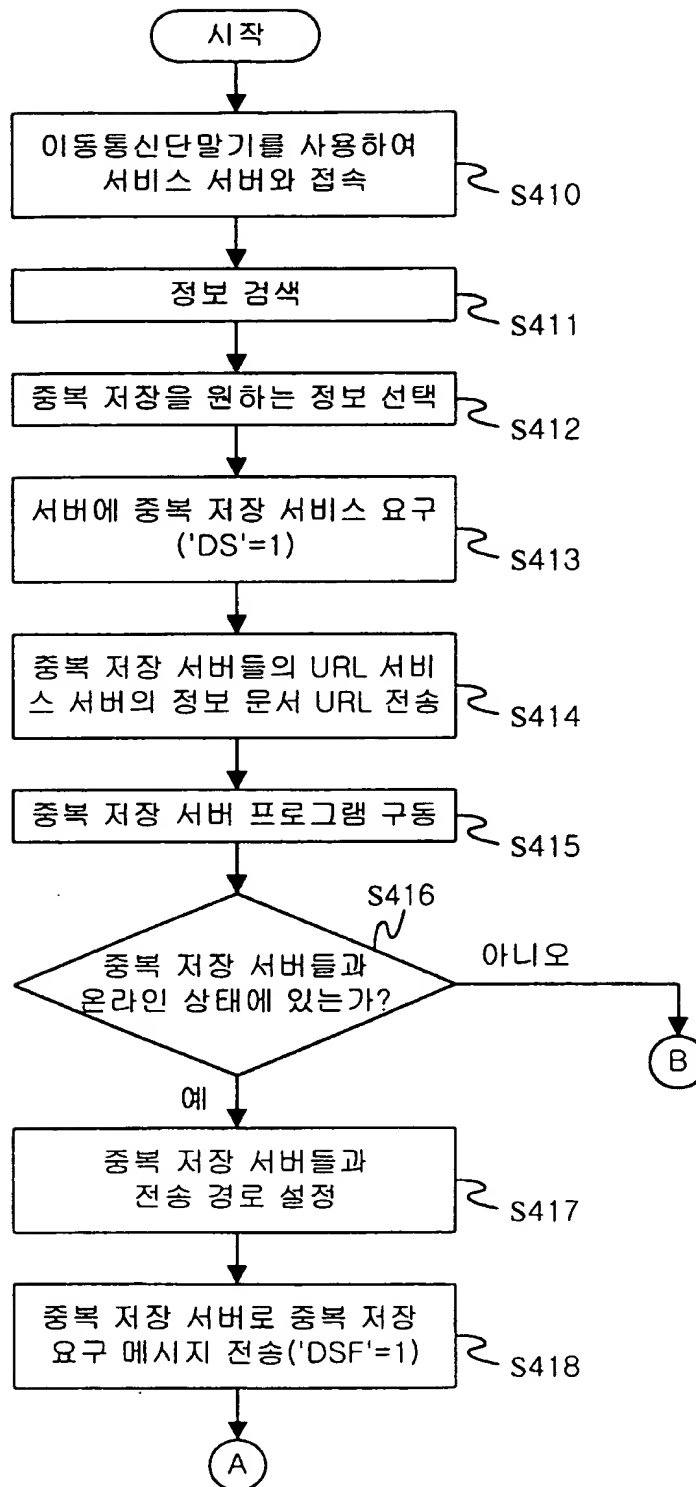 시작
이동통신단말기를 사용하여
서비스 서버와 접속
S410
정보 검색
S411
중복 저장을 원하는 정보 선택
S412
서버에 중복 저장 서비스 요구
('DS'=1)
S413
중복 저장 서버들의 URL 서비
스 서버의 정보 문서 URL 전송
S414
중복 저장 서버 프로그램 구동
S415
S416
중복 저장 서버들과
온라인 상태에 있는가?
아니오
B
예
중복 저장 서버들과
전송 경로 설정
S417
중복 저장 서버로 중복 저장
요구 메시지 전송('DSF'=1)
S418
A